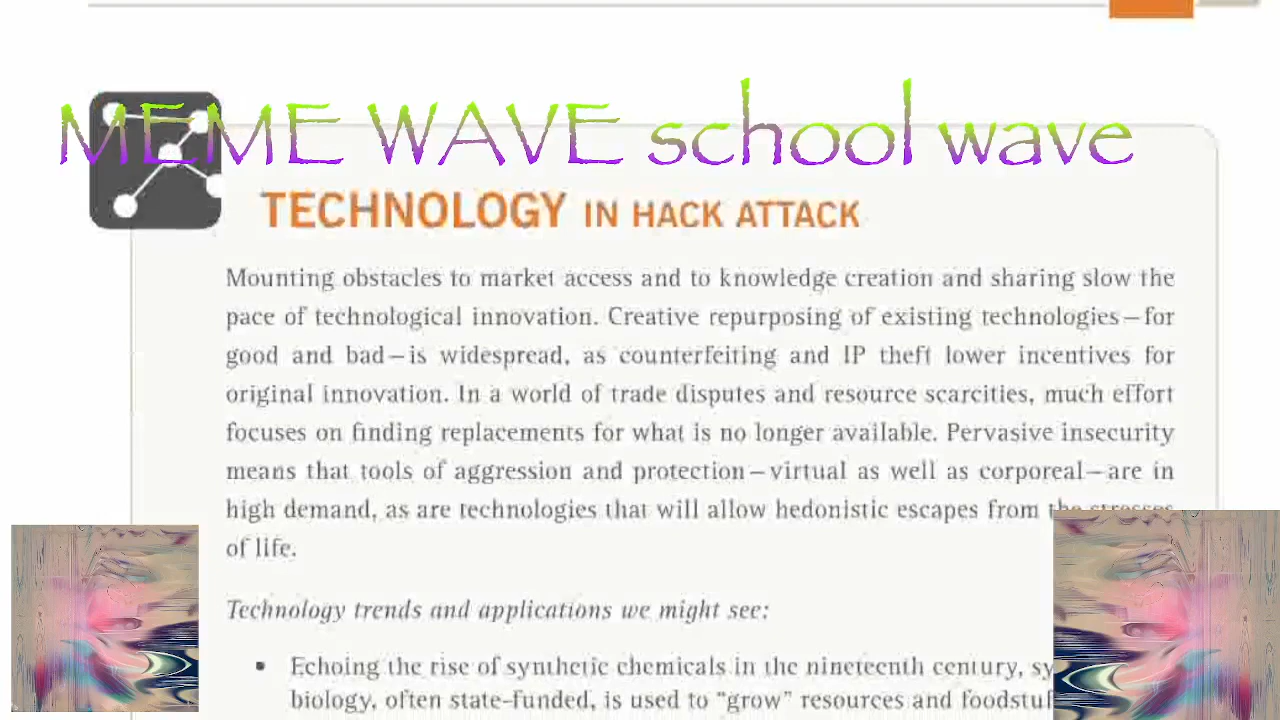 MEME WAVE school wave
TECHNOLOGY IN HACK ATTACK
Mounting obstacles to market access and to knowledge creation and sharing slow the
pace of technological innovation. Creative repurposing of existing technologies—for
good and bad—is widespread, as counterfeiting and IP theft lower incentives for
original innovation. In a world of trade disputes and resource scarcities, much effort
focuses on finding replacements for what is no longer available. Pervasive insecurity
means that tools of aggression and protection—virtual as well as corporeal—are in
high demand, as are technologies that will allow hedonistic escapes from the stresses
of life.
Technology trends and applications we might see:
• Echoing the rise of synthetic chemicals in the nineteenth century,
biology, often state-funded, is used to “grow” resources and